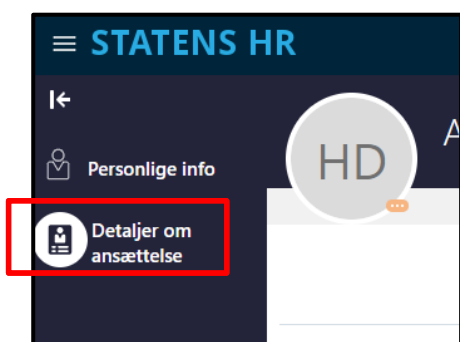 STATENS HR
A
Personlige info
HD
Detaljer om
ansættelse